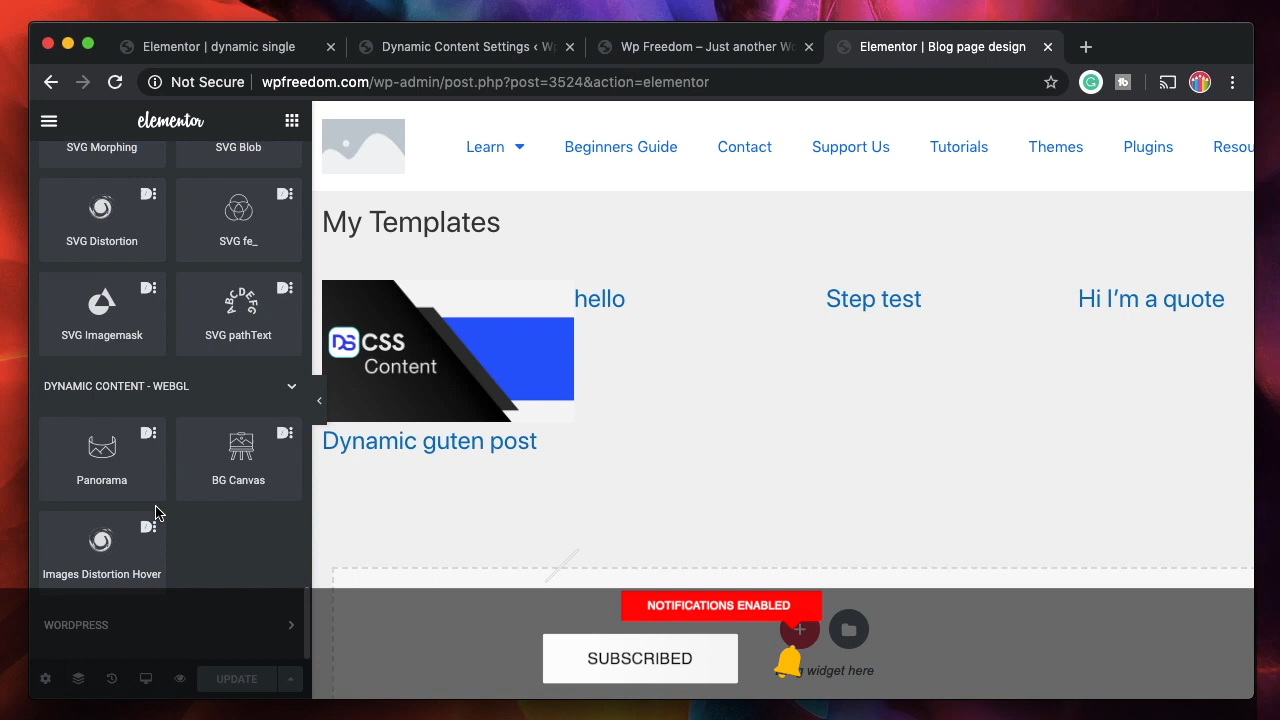 Elementor | dynamic single
Dynamic Content Settings ‹ W
Wp Freedom – Just another Wo
Elementor | Blog page design
Not Secure | wpfreedom.com/wp-admin/post.php?post=3524&action=elementor
elementor
Learn
Beginners Guide
Contact
Support Us
Tutorials
Themes
Plugins
Resou
SVG Morphing
SVG Blob
SVG Distortion
SVG fe_
SVG Imagemask
SVG pathText
DYNAMIC CONTENT - WEBGL
Panorama
BG Canvas
Images Distortion Hover
WORDPRESS
UPDATE
My Templates
DS CSS
Content
hello
Step test
Hi I'm a quote
Dynamic guten post
NOTIFICATIONS ENABLED
SUBSCRIBED
widget here